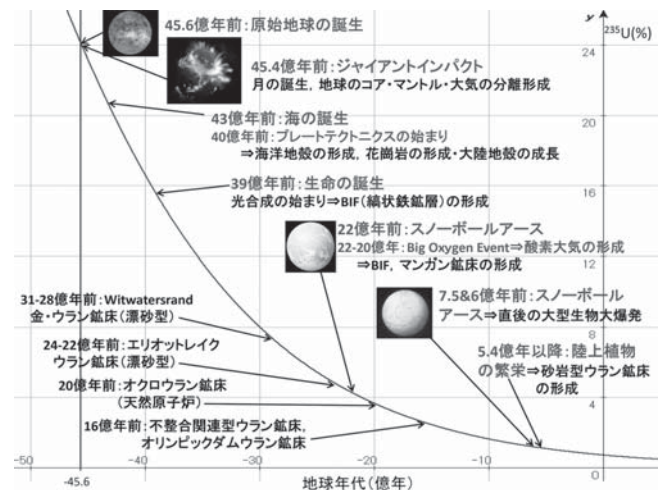 45.6億年前：原始地球の誕生
y
²³⁵U(%)
24
45.4億年前：ジャイアントインパクト
月の誕生，地球のコア・マントル・大気の分離形成
43億年前：海の誕生
20
40億年前：プレートテクトニクスの始まり
⇒海洋地殻の形成，花崗岩の形成・大陸地殻の成長
39億年前：生命の誕生
16
光合成の始まり⇒BIF(縞状鉄鉱層)の形成
22億年前：スノーボールアース
22-20億年：Big Oxygen Event⇒酸素大気の形成
⇒BIF，マンガン鉱床の形成
12
7.5&6億年前：スノーボール
アース⇒直後の大型生物大爆発
31-28億年前：Witwatersrand
金・ウラン鉱床(漂砂型)
8
24-22億年前：エリオットレイク
ウラン鉱床(漂砂型)
5.4億年以降：陸上植物
の繁栄⇒砂岩型ウラン鉱床
の形成
20億年前：オクロウラン鉱床
(天然原子炉)
4
16億年前：不整合関連型ウラン鉱床，
オリンピックダムウラン鉱床
-50
-40
-30
-20
-10
0
-45.6
地球年代(億年)